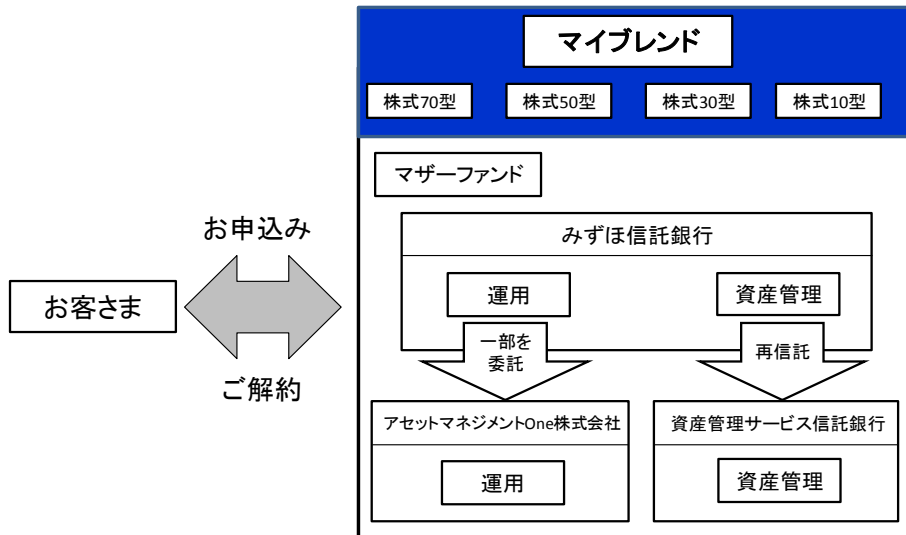 マイブレンド
株式70型 株式50型 株式30型 株式10型
マザーファンド
みずほ信託銀行
運用 資産管理
一部を
委託
再信託
アセットマネジメントOne株式会社 資産管理サービス信託銀行
運用 資産管理
お申込み
お客さま
ご解約